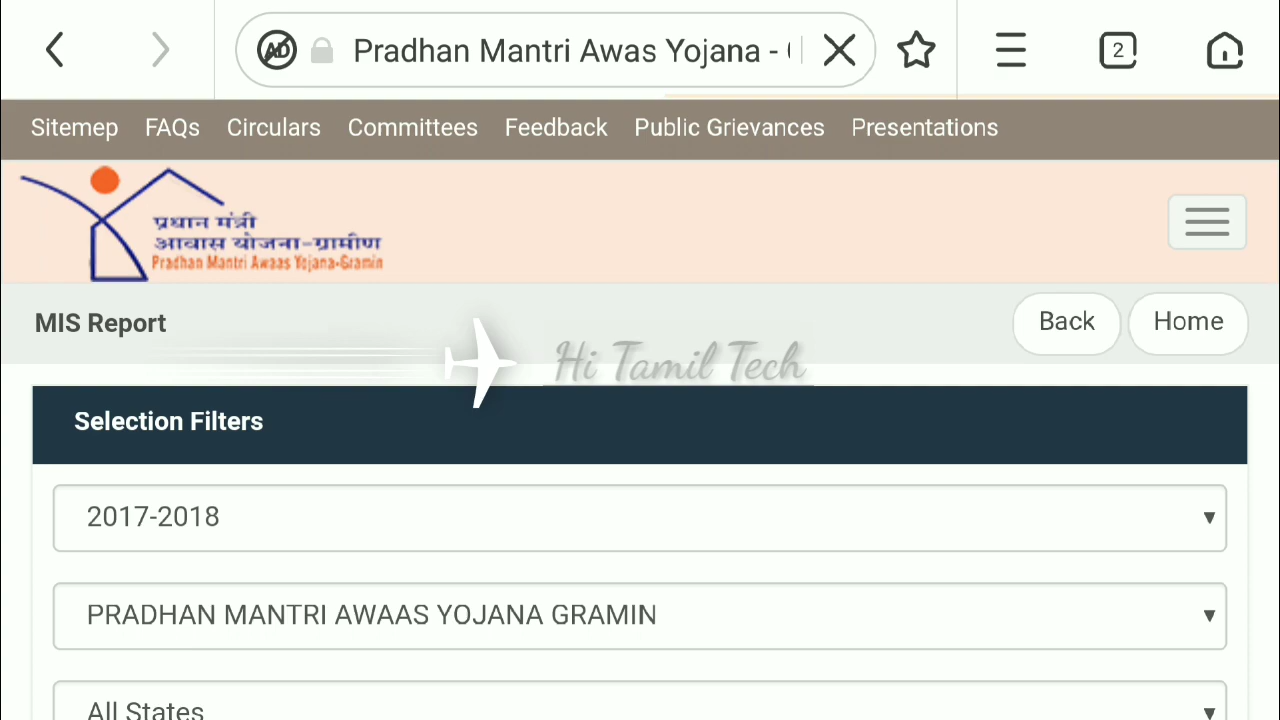 AD Pradhan Mantri Awas Yojana - 2
Sitemep FAQs Circulars Committees Feedback Public Grievances Presentations
प्रधान मंत्री
आवास योजना-ग्रामीण
Pradhan Mantri Awaas Yojana-Gramin
MIS Report Back Home
Hi Tamil Tech
Selection Filters
2017-2018
PRADHAN MANTRI AWAAS YOJANA GRAMIN
All States